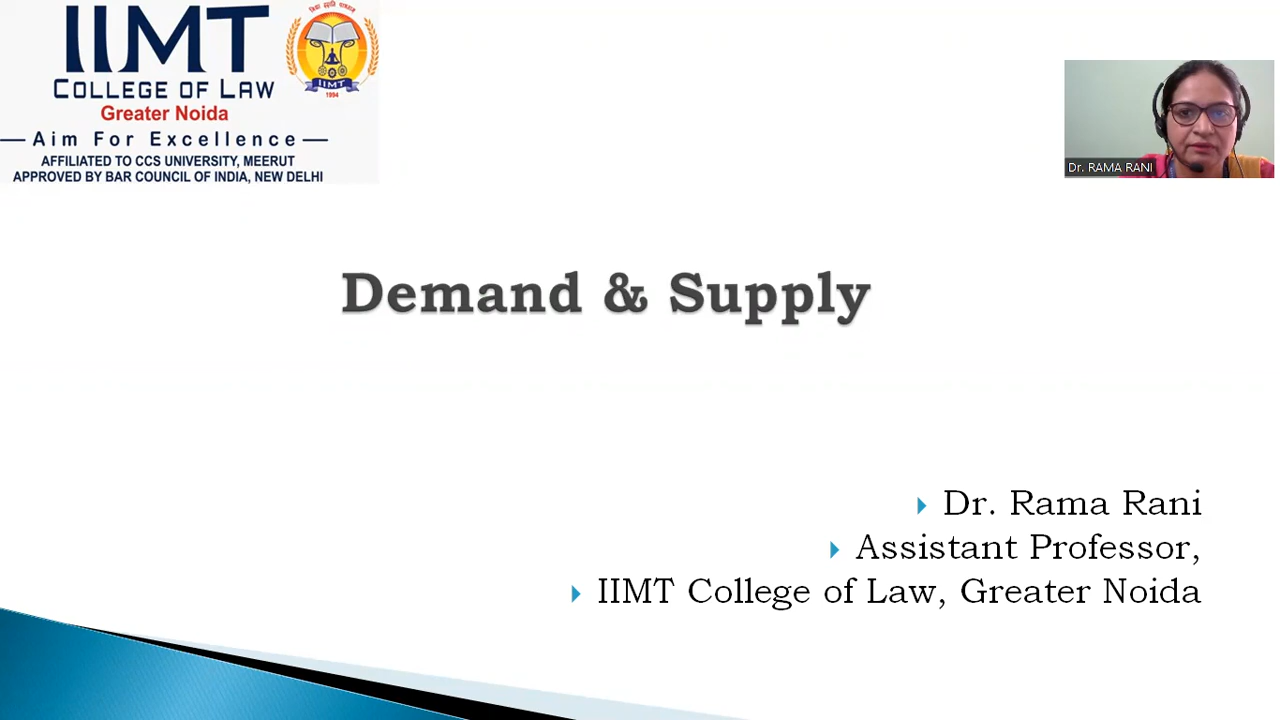 IIMT
COLLEGE OF LAW
Greater Noida
Aim For Excellence
AFFILIATED TO CCS UNIVERSITY, MEERUT
APPROVED BY BAR COUNCIL OF INDIA, NEW DELHI
IIMT
1994
Dr. RAMA RANI
Demand & Supply
Dr. Rama Rani
Assistant Professor,
IIMT College of Law, Greater Noida